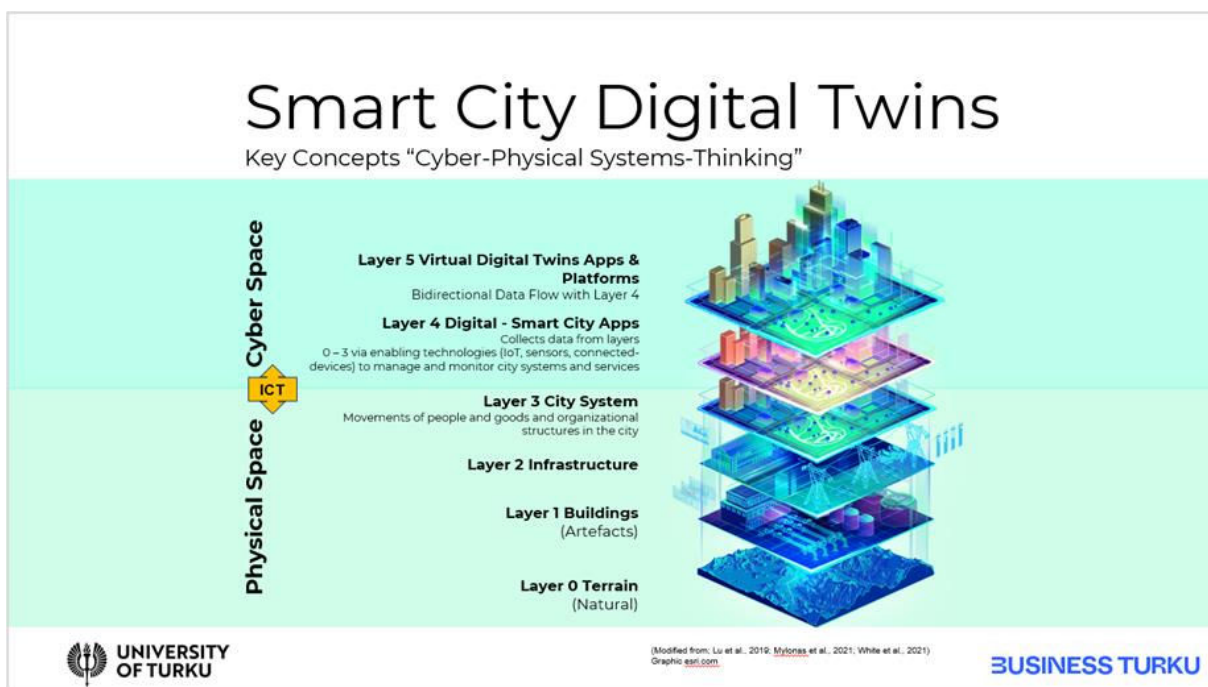 Smart City Digital Twins
Key Concepts “Cyber-Physical Systems-Thinking”
Cyber Space
ICT
Physical Space
Layer 5 Virtual Digital Twins Apps &
Platforms
Bidirectional Data Flow with Layer 4
Layer 4 Digital - Smart City Apps
Collects data from layers
0 – 3 via enabling technologies (IoT, sensors, connected-
devices) to manage and monitor city systems and services
Layer 3 City System
Movements of people and goods and organizational
structures in the city
Layer 2 Infrastructure
Layer 1 Buildings
(Artefacts)
Layer 0 Terrain
(Natural)
UNIVERSITY
OF TURKU
(Modified from; Lu et al., 2019; Mylonas et al., 2021; White et al., 2021)
Graphic esri.com
BUSINESS TURKU